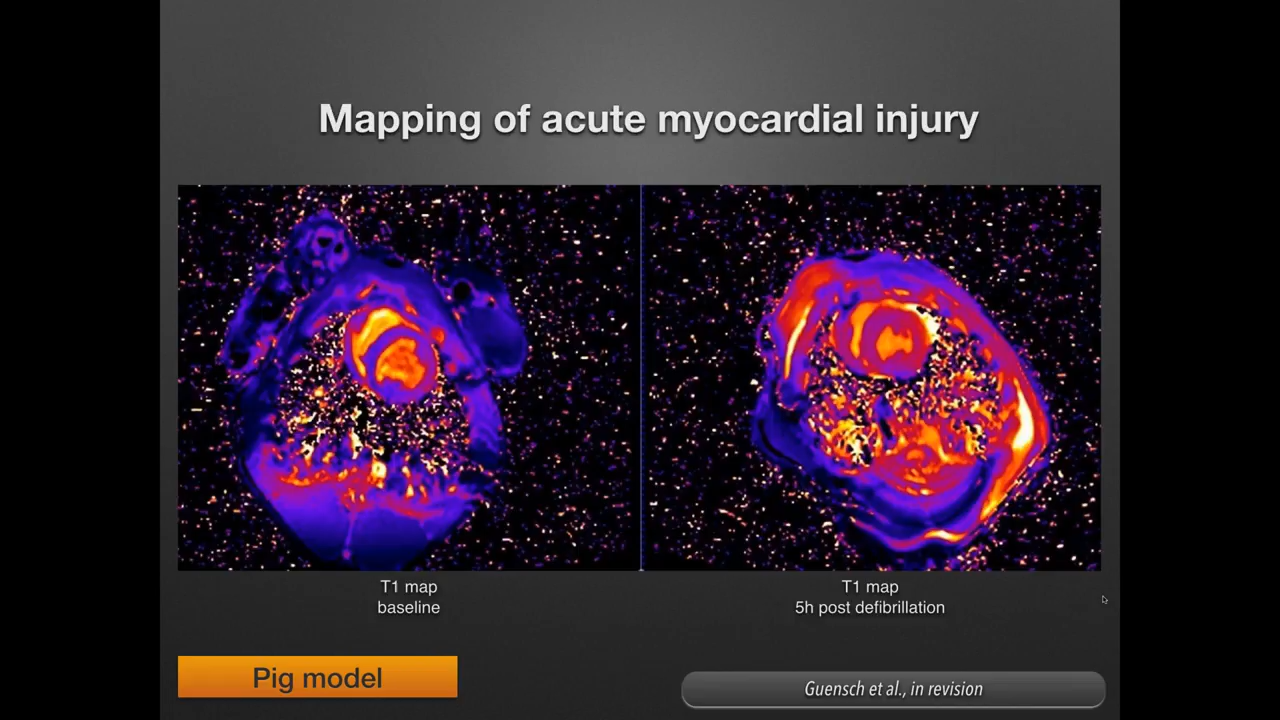 Mapping of acute myocardial injury
T1 map
baseline
T1 map
5h post defibrillation
Pig model
Guensch et al., in revision